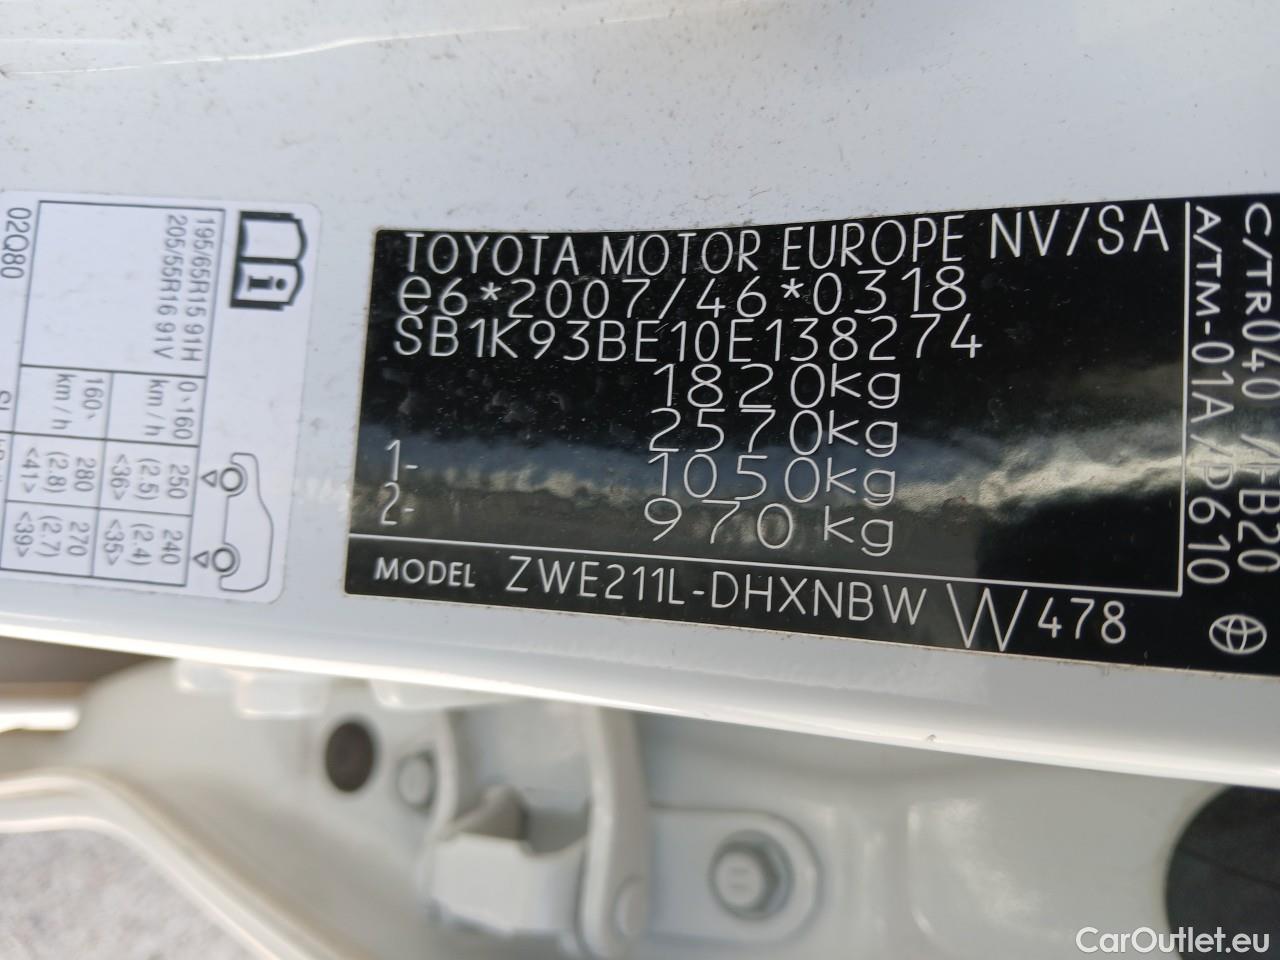 TOYOTA MOTOR EUROPE NV/SA
e6*2007/46*0318
SB1K93BE10E138274
1820kg
2570kg
1- 1050kg
2- 970 kg
MODEL ZWE211L-DHXNBW W478
C/TR040 /FB20
A/TM-01A/D610
195/65R15 91H
205/55R16 91V
0~160 km/h
250 (2.5) <36>
240 (2.4) <35>
160~ km/h
280 (2.8) <41>
270 (2.7) <39>
02Q80
i
CarOutlet.eu